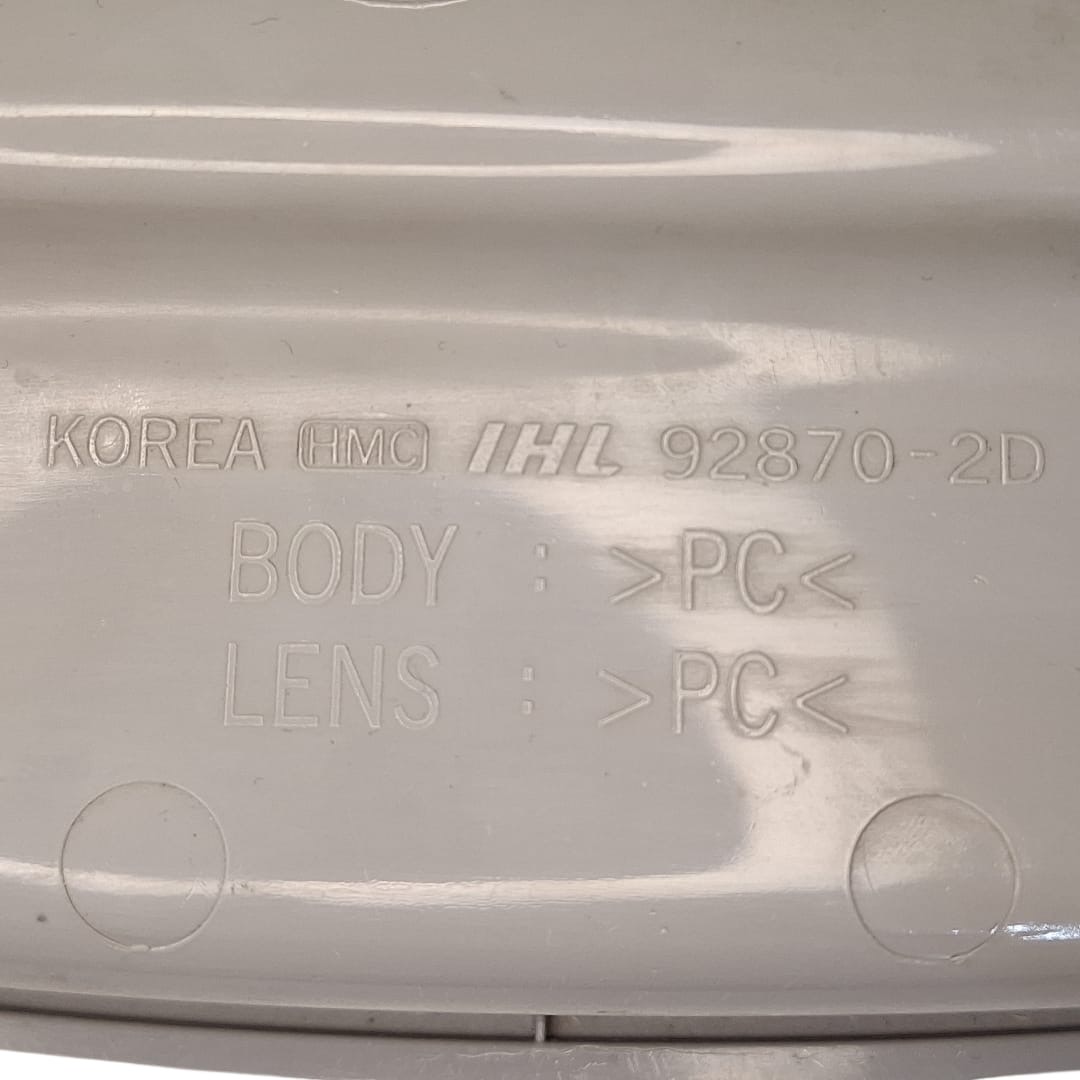 KOREA HMC IHL 92870-2D
BODY : >PC<
LENS : >PC<